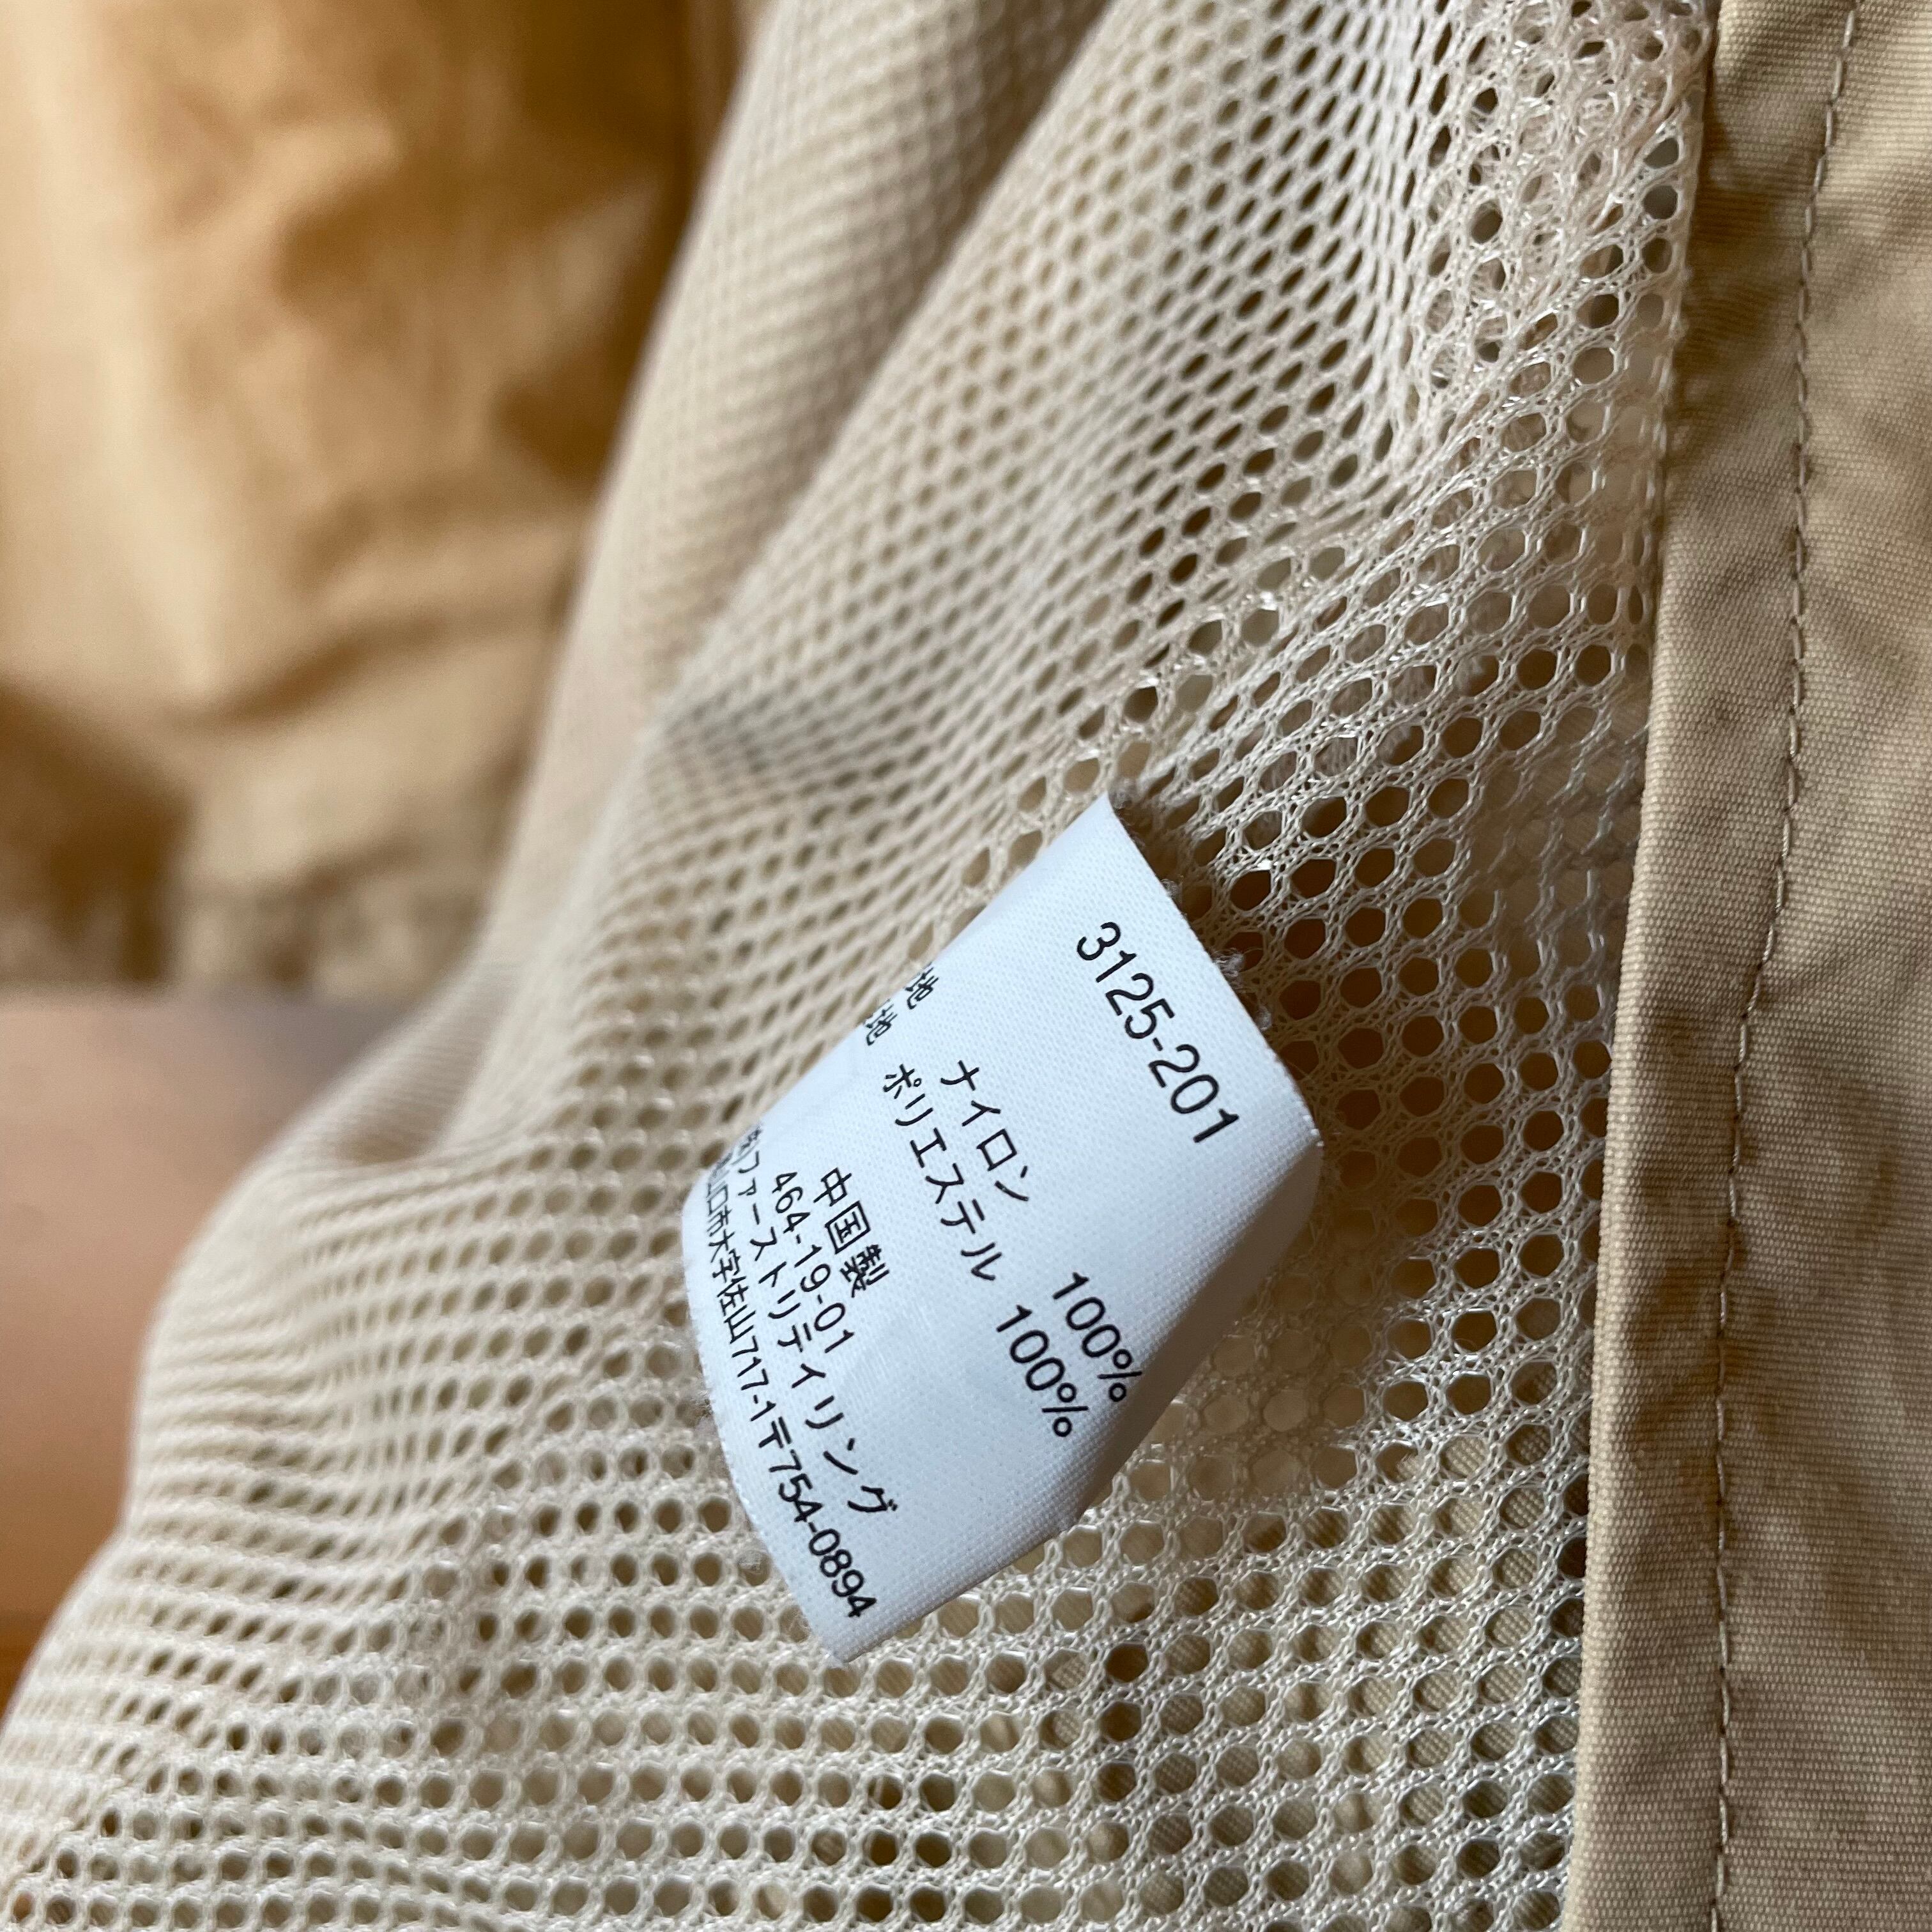 3125-201
地 ナイロン 100%
地 ポリエステル 100%
中国製
464-19-01
ファーストリテイリング
山口市大字佐山717-1〒754-0894